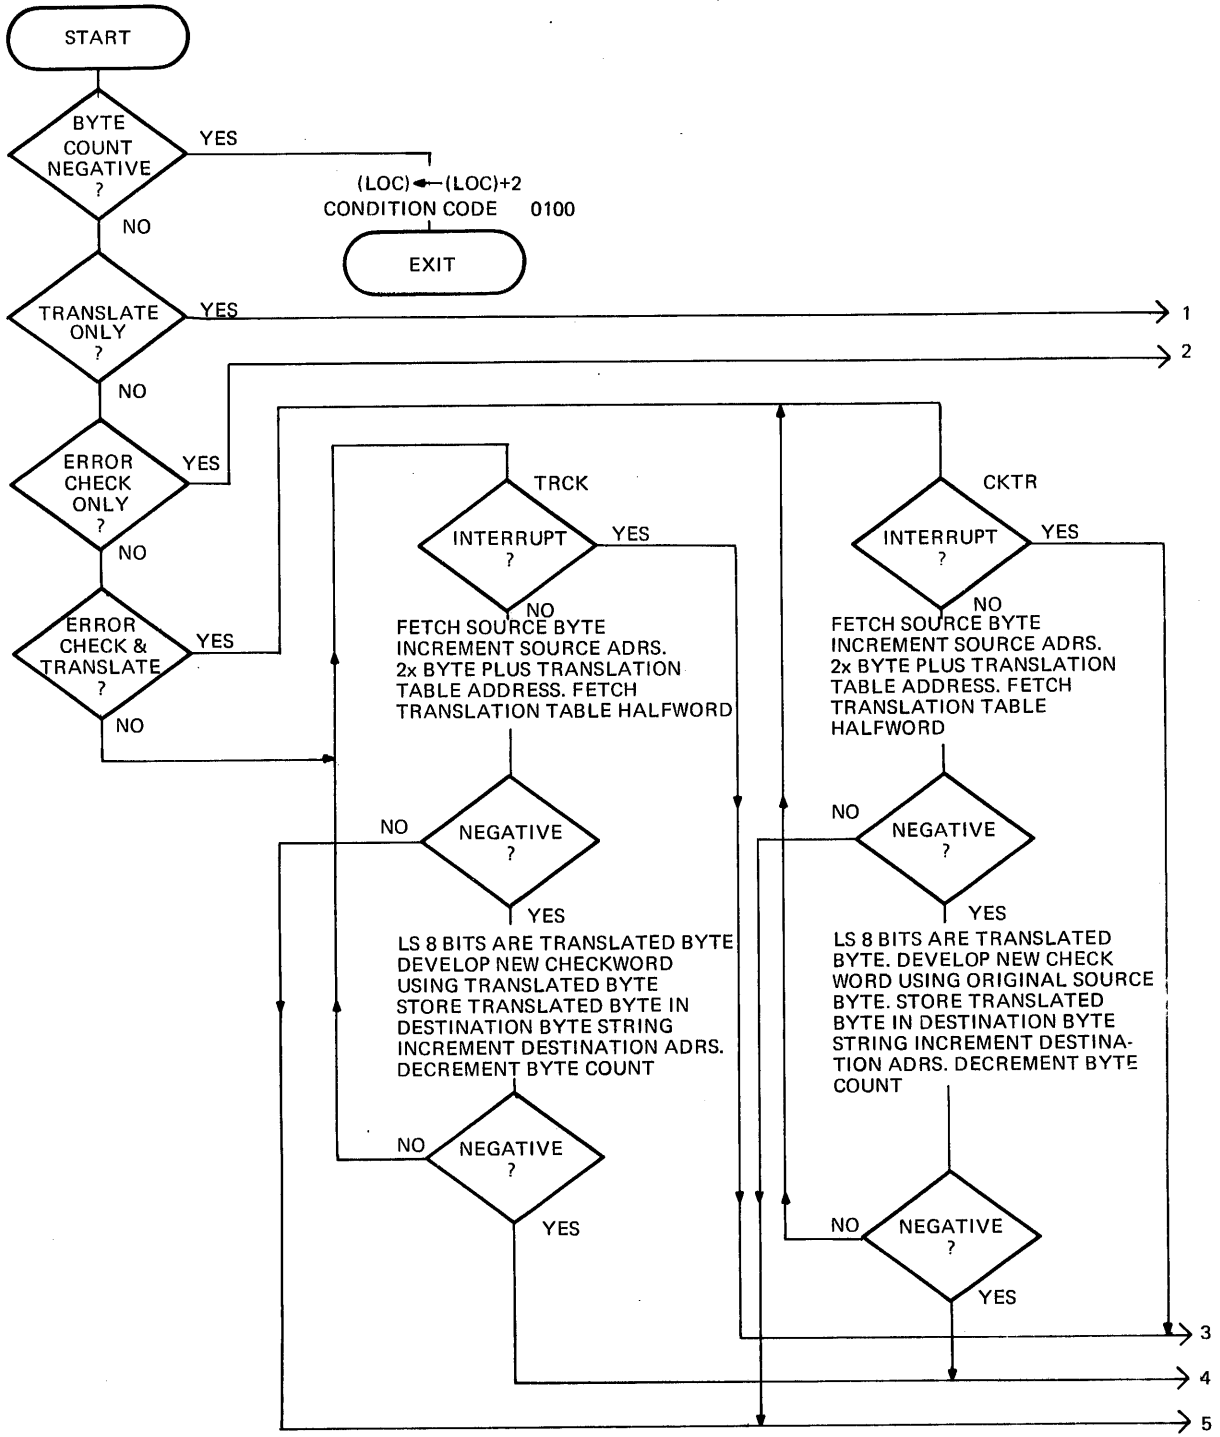 START
BYTE
COUNT
NEGATIVE
?
YES
(LOC) ← (LOC)+2
CONDITION CODE 0100
NO
EXIT
TRANSLATE
ONLY
?
YES
1
2
NO
ERROR
CHECK
ONLY
?
YES
NO
ERROR
CHECK &
TRANSLATE
?
YES
NO
TRCK
INTERRUPT
?
YES
NO
FETCH SOURCE BYTE
INCREMENT SOURCE ADRS.
2x BYTE PLUS TRANSLATION
TABLE ADDRESS. FETCH
TRANSLATION TABLE HALFWORD
NEGATIVE
?
NO
YES
LS 8 BITS ARE TRANSLATED BYTE
DEVELOP NEW CHECKWORD
USING TRANSLATED BYTE
STORE TRANSLATED BYTE IN
DESTINATION BYTE STRING
INCREMENT DESTINATION ADRS.
DECREMENT BYTE COUNT
NEGATIVE
?
NO
YES
CKTR
INTERRUPT
?
YES
NO
FETCH SOURCE BYTE
INCREMENT SOURCE ADRS.
2x BYTE PLUS TRANSLATION
TABLE ADDRESS. FETCH
TRANSLATION TABLE
HALFWORD
NEGATIVE
?
NO
YES
LS 8 BITS ARE TRANSLATED
BYTE. DEVELOP NEW CHECK
WORD USING ORIGINAL SOURCE
BYTE. STORE TRANSLATED
BYTE IN DESTINATION BYTE
STRING INCREMENT DESTINA-
TION ADRS. DECREMENT BYTE
COUNT
NEGATIVE
?
NO
YES
3
4
5